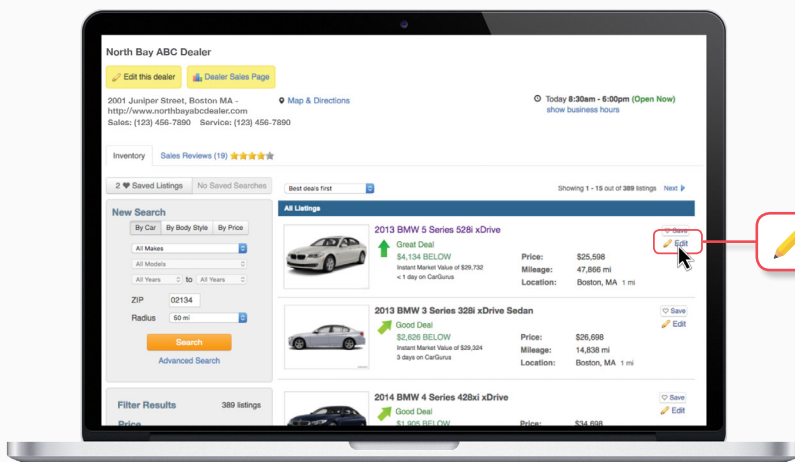 North Bay ABC Dealer
Edit this dealer
Dealer Sales Page
2001 Juniper Street, Boston MA -
http://www.northbayabcdealer.com
Sales: (123) 456-7890 Service: (123) 456-7890
Map & Directions
Today 8:30am - 6:00pm (Open Now)
show business hours
Inventory
Sales Reviews (19)
2 ♥ Saved Listings
No Saved Searches
Best deals first
Showing 1 - 15 out of 389 listings Next
New Search
By Car
By Body Style
By Price
All Makes
All Models
All Years to All Years
ZIP 02134
Radius 50 mi
Search
Advanced Search
Filter Results 389 listings
Price
All Listings
2013 BMW 5 Series 528i xDrive
Great Deal
$4,134 BELOW
Instant Market Value of $29,732
< 1 day on CarGurus
Price: $25,598
Mileage: 47,866 mi
Location: Boston, MA 1 mi
Save
Edit
2013 BMW 3 Series 328i xDrive Sedan
Good Deal
$2,626 BELOW
Instant Market Value of $29,324
3 days on CarGurus
Price: $26,698
Mileage: 14,838 mi
Location: Boston, MA 1 mi
Save
Edit
2014 BMW 4 Series 428xi xDrive
Good Deal
$1,905 BELOW
Price: $34,698
Save
Edit